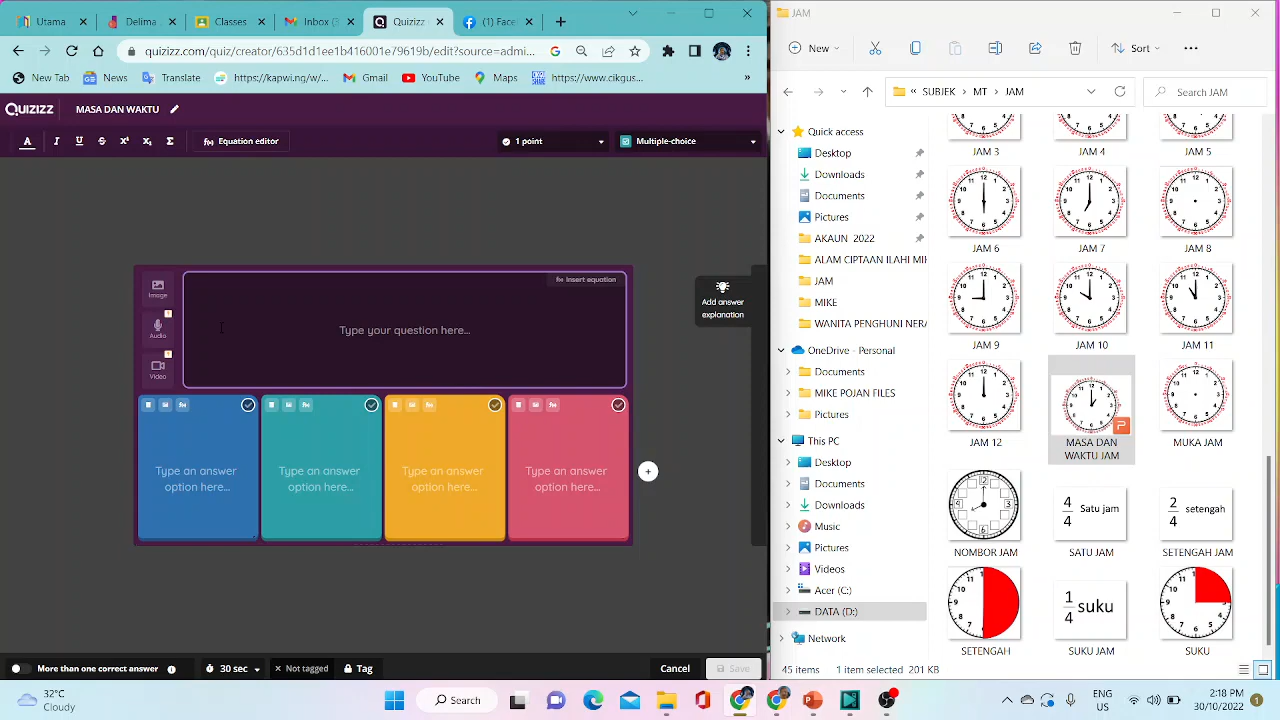 Utama
Delima
Classe
Inbox
Quizizz
quizizz.com/quiz/creator/635d1d1ee1b416001e79619b/edit?source=admi...
New Tab
News
Translate
https://kapwi.ng/w/...
Gmail
YouTube
Maps
https://www.cikgus...
QUIZIZZ
MASA DAN WAKTU
Equation editor
1 point
Multiple-choice
Image
Audio
Video
Insert equation
Type your question here...
Add answer
explanation
Type an answer
option here...
Type an answer
option here...
Type an answer
option here...
Type an answer
option here...
More than one correct answer
30 sec
Not tagged
Tag
Cancel
Save
JAM
New
Sort
SUBJEK
MT
JAM
Search JAM
Quick access
Desktop
Downloads
Documents
Pictures
AKAUN 2022
ALAM CIPTAAN ILAHI MI
JAM
MIKE
WANITA PENGHUNI NERA
OneDrive - Personal
Documents
MIKE POJAN FILES
Pictures
This PC
Desktop
Documents
Downloads
Music
Pictures
Videos
Acer (C:)
DATA (D:)
Network
JAM 3
JAM 4
JAM 5
JAM 6
JAM 7
JAM 8
JAM 9
JAM 10
JAM 11
JAM 12
MASA DAN
WAKTU JAM
MUKA JAM
NOMBOR JAM
4/4 satu jam
SATU JAM
2/4 setengah
SETENGAH JAM
SETENGAH
1/4 suku
SUKU JAM
SUKU
45 items
1 item selected 201 KB
32°C
Cloudy
Search
ENG
US
5:18 PM
30/10/2022
1